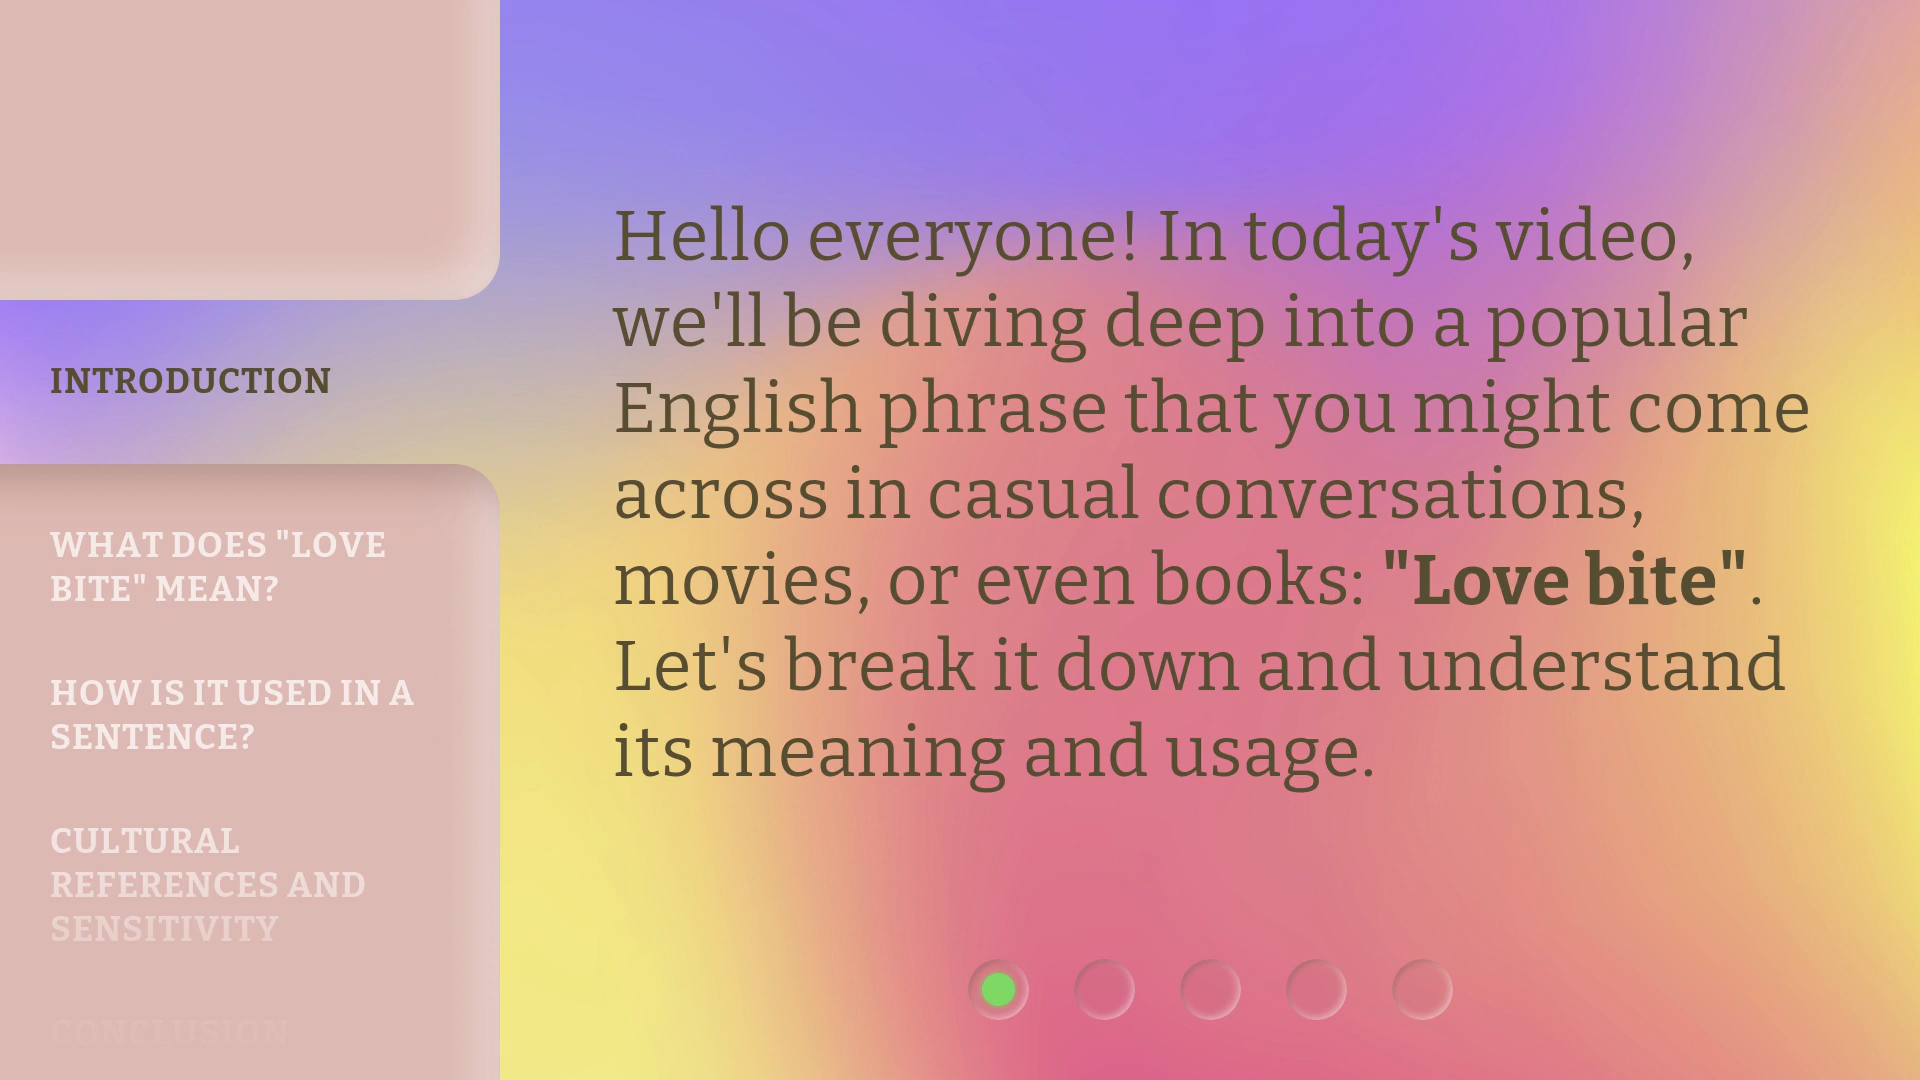 INTRODUCTION
WHAT DOES "LOVE
BITE" MEAN?
HOW IS IT USED IN A
SENTENCE?
CULTURAL
REFERENCES AND
SENSITIVITY
CONCLUSION
Hello everyone! In today's video,
we'll be diving deep into a popular
English phrase that you might come
across in casual conversations,
movies, or even books: "Love bite".
Let's break it down and understand
its meaning and usage.